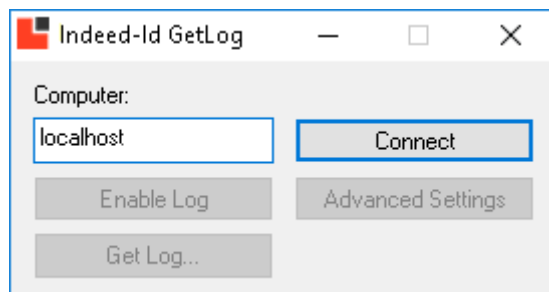 Indeed-Id GetLog
Computer:
localhost
Connect
Enable Log
Advanced Settings
Get Log...